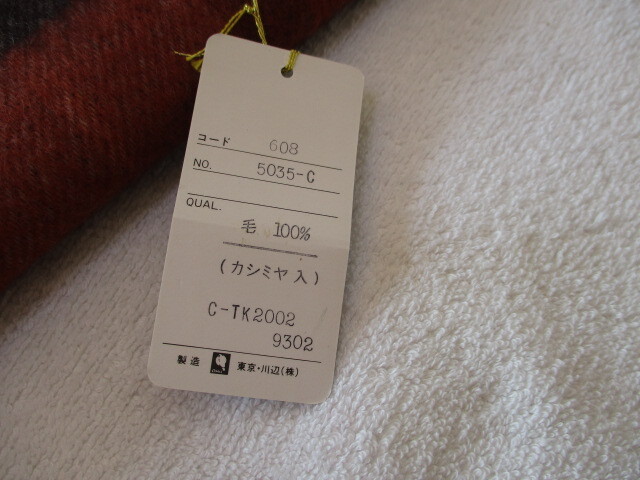 コード 608
NO. 5035-C
QUAL.
毛 100%
(カシミヤ入)
C-TK2002
9302
製造 東京・川辺(株)